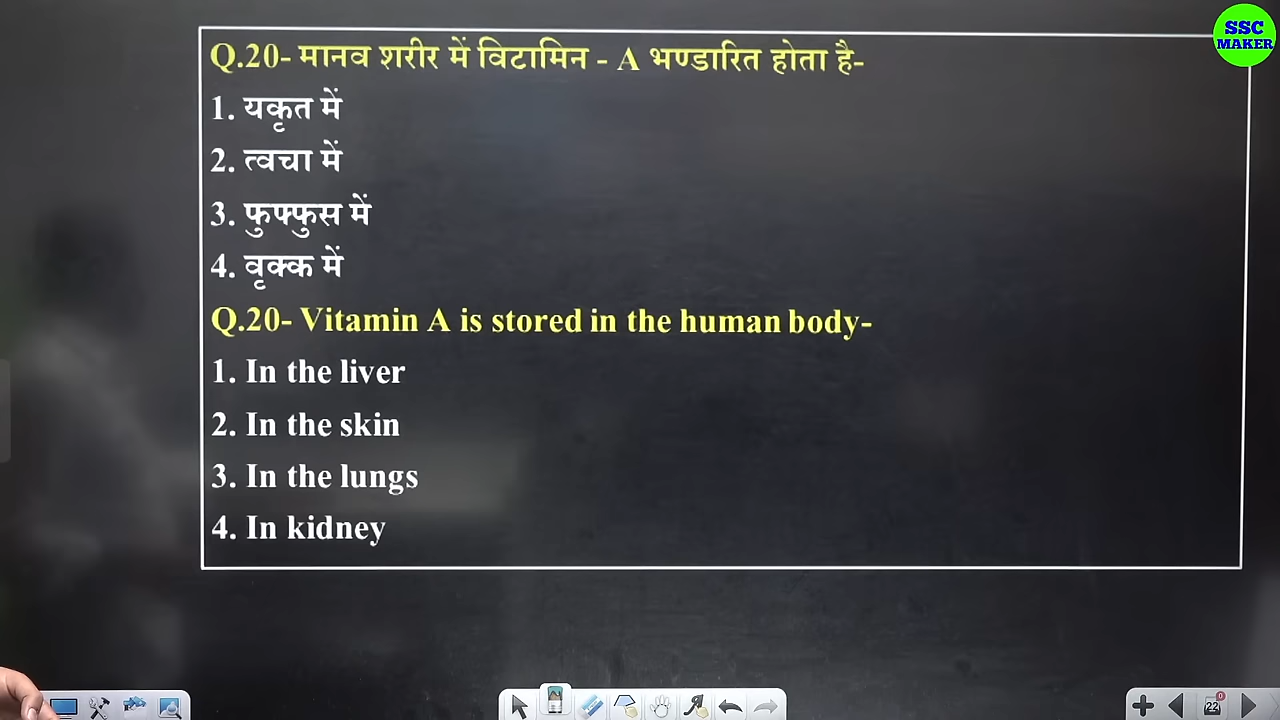 SSC
MAKER
Q.20- मानव शरीर में विटामिन - A भण्डारित होता है-
1. यकृत में
2. त्वचा में
3. फुफ्फुस में
4. वृक्क में
Q.20- Vitamin A is stored in the human body-
1. In the liver
2. In the skin
3. In the lungs
4. In kidney
22
0